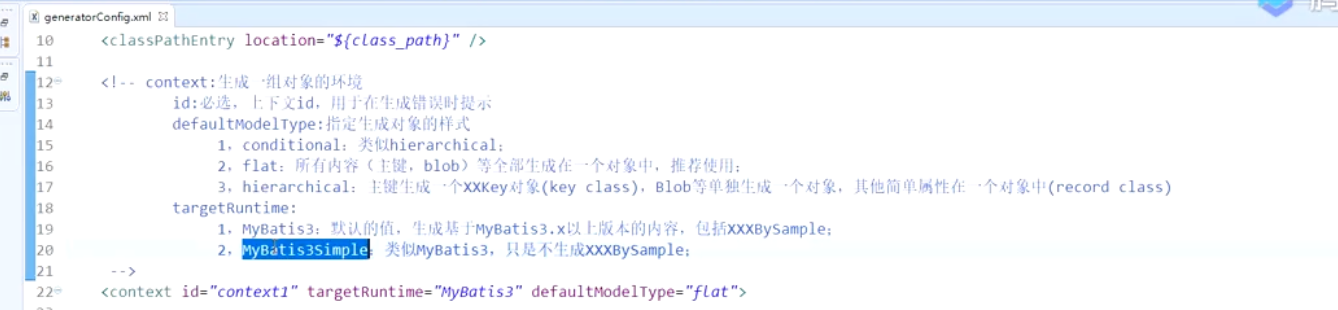 generatorConfig.xml
10 <classPathEntry location="${class_path}" />
11
12 <!-- context:生成一组对象的环境
13 id:必选，上下文id，用于在生成错误时提示
14 defaultModelType:指定生成对象的样式
15 1，conditional：类似hierarchical；
16 2，flat：所有内容（主键，blob）等全部生成在一个对象中，推荐使用；
17 3，hierarchical：主键生成一个XXKey对象(key class)，Blob等单独生成一个对象，其他简单属性在一个对象中(record class)
18 targetRuntime:
19 1，MyBatis3：默认的值，生成基于MyBatis3.x以上版本的内容，包括XXXBySample；
20 2，MyBatis3Simple：类似MyBatis3，只是不生成XXXBySample；
21 -->
22 <context id="context1" targetRuntime="MyBatis3" defaultModelType="flat">